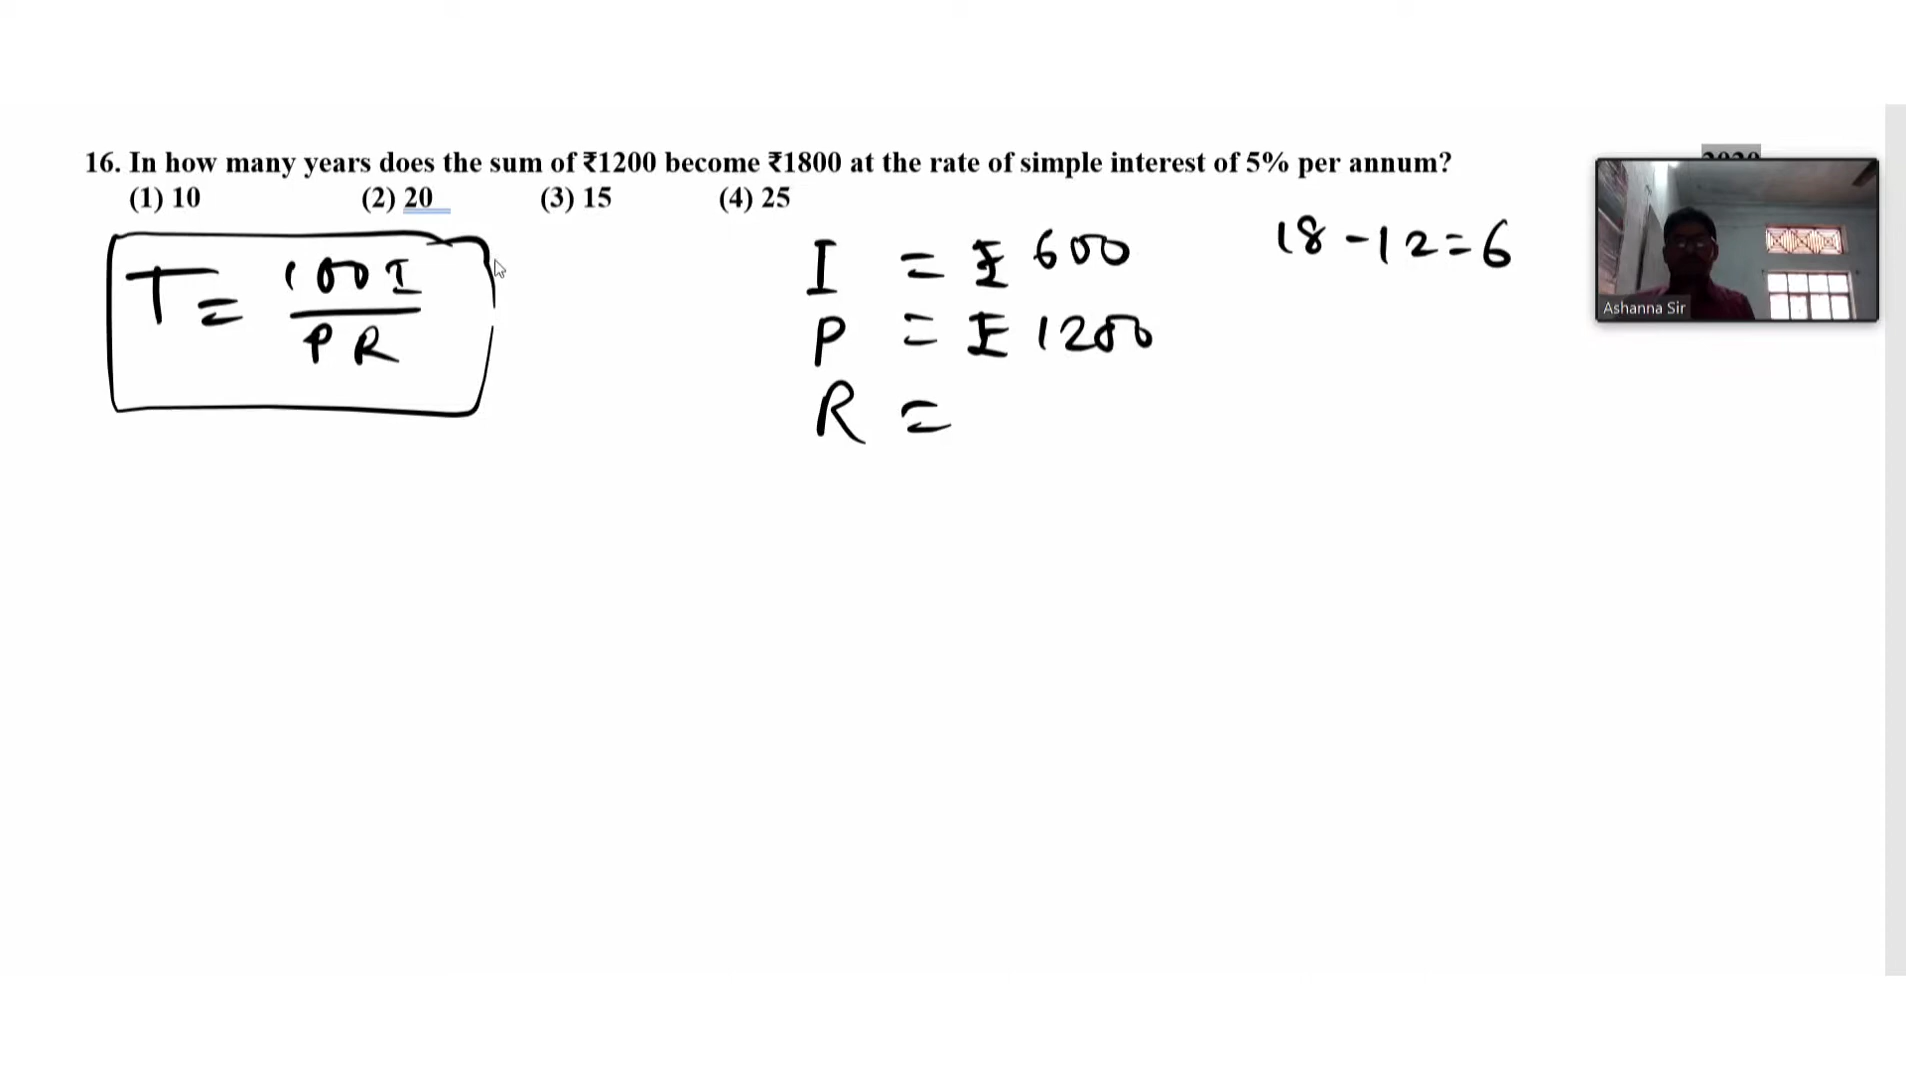 16. In how many years does the sum of ₹1200 become ₹1800 at the rate of simple interest of 5% per annum?
(1) 10 (2) 20 (3) 15 (4) 25
T = 100I / PR
I = ₹ 600
18 - 12 = 6
P = ₹ 1200
R =
Ashanna Sir